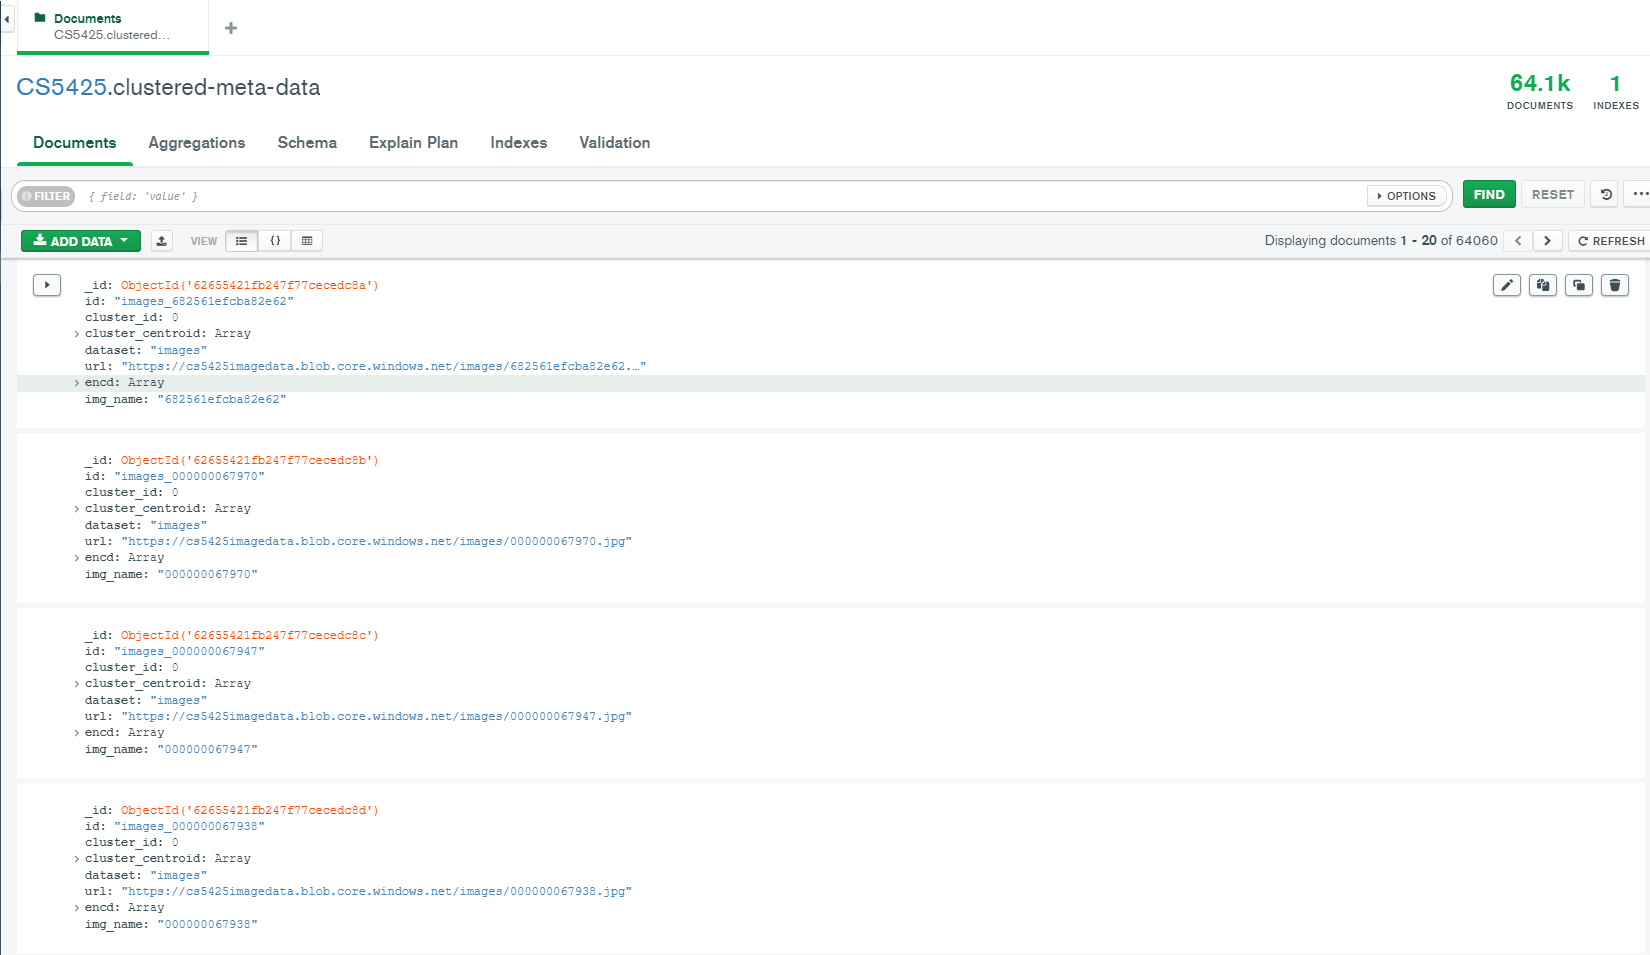 Documents
CS5425.clustered...
CS5425.clustered-meta-data
64.1k
DOCUMENTS
1
INDEXES
Documents Aggregations Schema Explain Plan Indexes Validation
FILTER { field: 'value' } OPTIONS FIND RESET
ADD DATA VIEW {} Displaying documents 1 - 20 of 64060 REFRESH
_id: ObjectId('62655421fb247f77cecedc8a')
id: "images_682561efcba82e62"
cluster_id: 0
cluster_centroid: Array
dataset: "images"
url: "https://cs5425imagedata.blob.core.windows.net/images/682561efcba82e62.…"
encd: Array
img_name: "682561efcba82e62"
_id: ObjectId('62655421fb247f77cecedc8b')
id: "images_000000067970"
cluster_id: 0
cluster_centroid: Array
dataset: "images"
url: "https://cs5425imagedata.blob.core.windows.net/images/000000067970.jpg"
encd: Array
img_name: "000000067970"
_id: ObjectId('62655421fb247f77cecedc8c')
id: "images_000000067947"
cluster_id: 0
cluster_centroid: Array
dataset: "images"
url: "https://cs5425imagedata.blob.core.windows.net/images/000000067947.jpg"
encd: Array
img_name: "000000067947"
_id: ObjectId('62655421fb247f77cecedc8d')
id: "images_000000067938"
cluster_id: 0
cluster_centroid: Array
dataset: "images"
url: "https://cs5425imagedata.blob.core.windows.net/images/000000067938.jpg"
encd: Array
img_name: "000000067938"